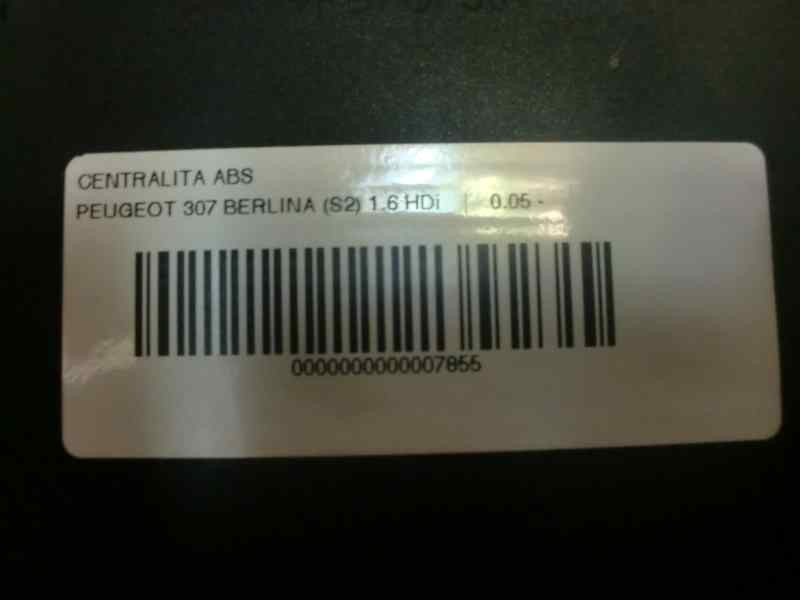 CENTRALITA ABS
PEUGEOT 307 BERLINA (S2) 1.6 HDi | 0.05 -
0000000000007855